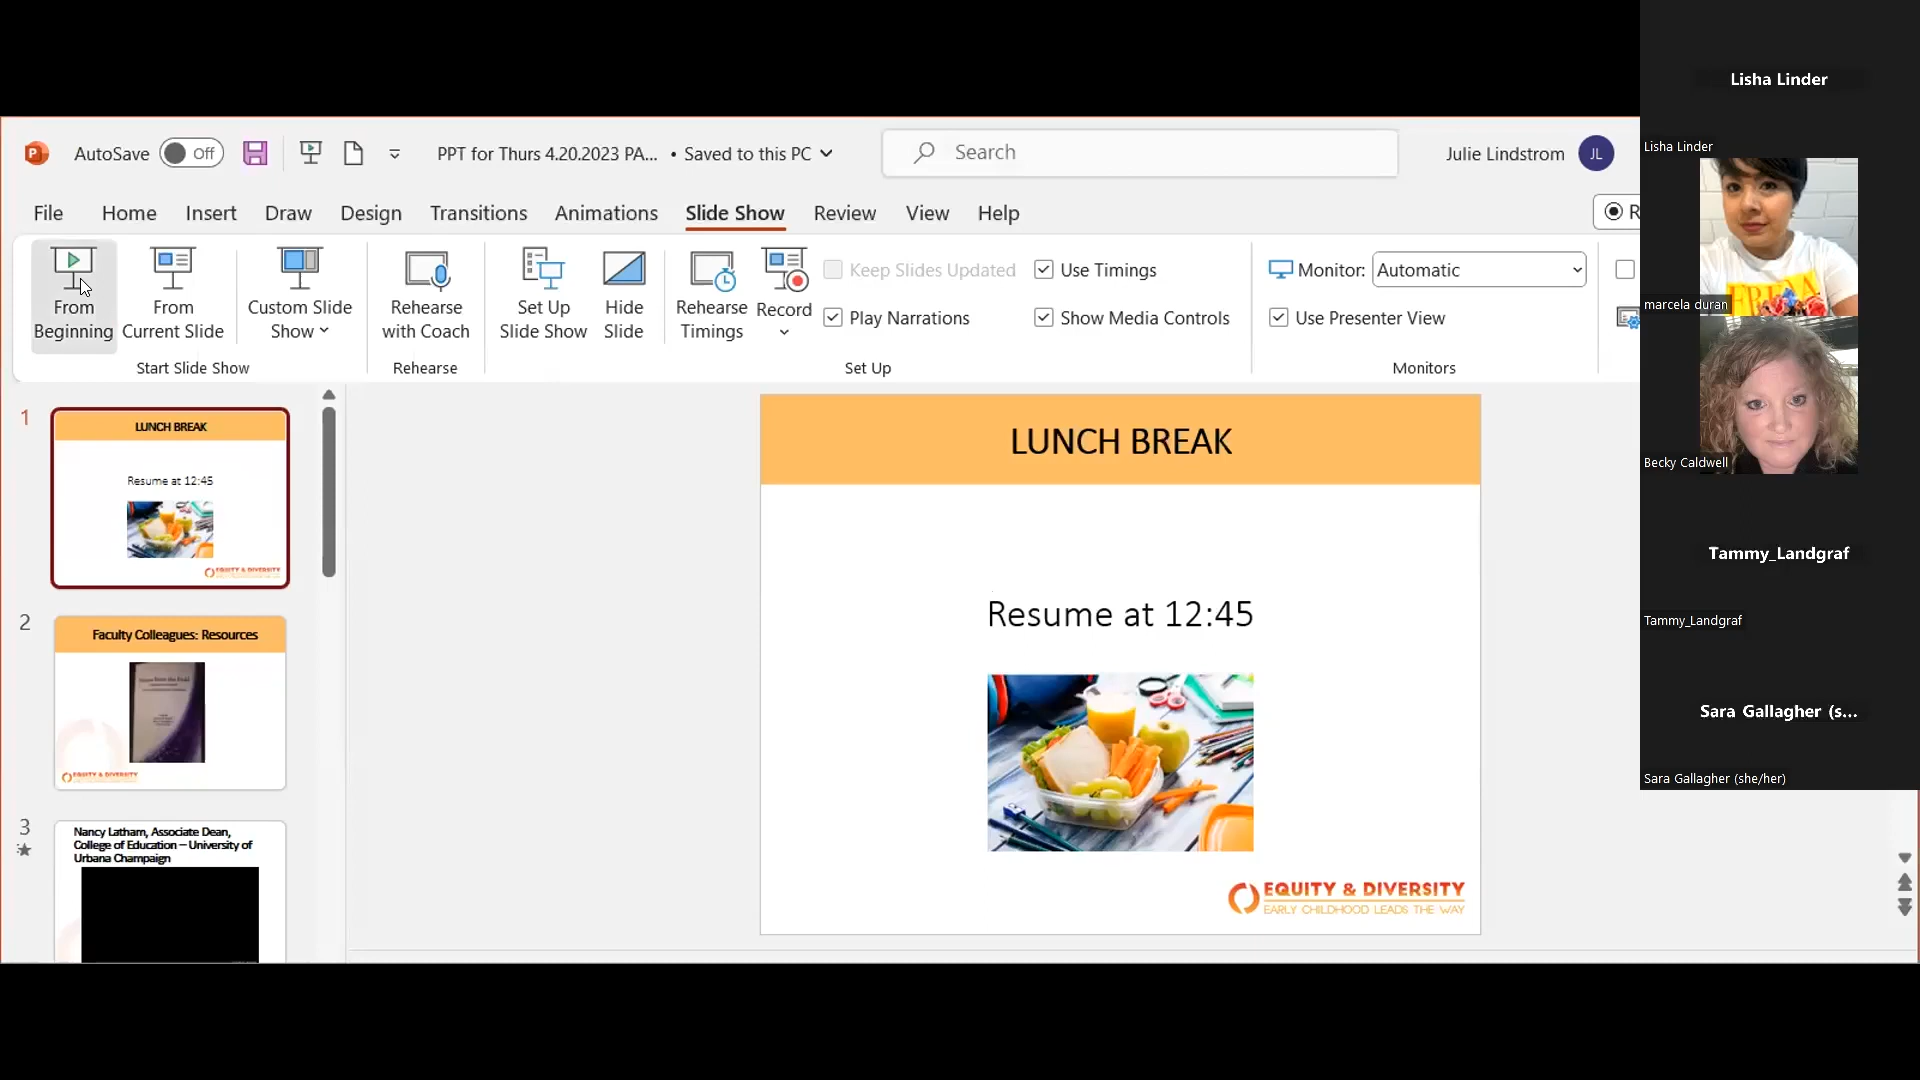 AutoSave Off PPT for Thurs 4.20.2023 PA... • Saved to this PC Search Julie Lindstrom JL
File Home Insert Draw Design Transitions Animations Slide Show Review View Help R
From Beginning
From Current Slide
Custom Slide Show
Rehearse with Coach
Set Up Slide Show
Hide Slide
Rehearse Timings
Record
Keep Slides Updated
Use Timings
Play Narrations
Show Media Controls
Monitor: Automatic
Use Presenter View
Start Slide Show Rehearse Set Up Monitors
1
LUNCH BREAK
Resume at 12:45
EQUITY & DIVERSITY
2
Faculty Colleagues: Resources
EQUITY & DIVERSITY
3
Nancy Latham, Associate Dean,
College of Education – University of
Urbana Champaign
LUNCH BREAK
Resume at 12:45
EQUITY & DIVERSITY
EARLY CHILDHOOD LEADS THE WAY
Lisha Linder
Lisha Linder
marcela duran
Becky Caldwell
Tammy_Landgraf
Tammy_Landgraf
Sara Gallagher (s...
Sara Gallagher (she/her)